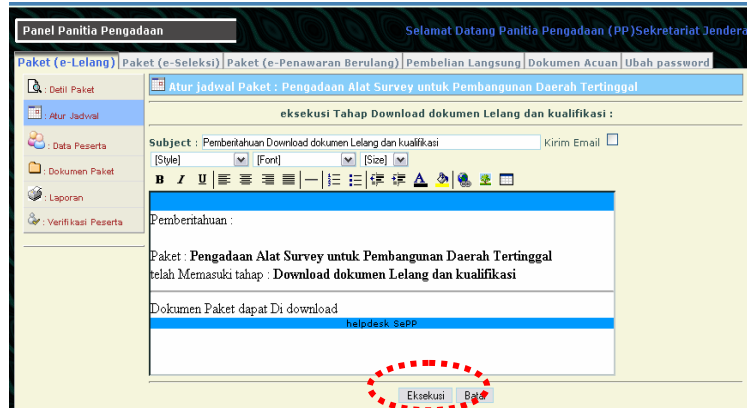 Panel Panitia Pengadaan
Selamat Datang Panitia Pengadaan (PP)Sekretariat Jendera
Paket (e-Lelang) Paket (e-Seleksi) Paket (e-Penawaran Berulang) Pembelian Langsung Dokumen Acuan Ubah password
: Detil Paket
: Atur Jadwal
: Data Peserta
: Dokumen Paket
: Laporan
: Verifikasi Peserta
Atur jadwal Paket : Pengadaan Alat Survey untuk Pembangunan Daerah Tertinggal
eksekusi Tahap Download dokumen Lelang dan kualifikasi :
Subject : Pemberitahuan Download dokumen Lelang dan kualifikasi Kirim Email
[Style] [Font] [Size]
B I U A
Pemberitahuan :
Paket : Pengadaan Alat Survey untuk Pembangunan Daerah Tertinggal
telah Memasuki tahap : Download dokumen Lelang dan kualifikasi
Dokumen Paket dapat Di download
helpdesk SePP
Eksekusi Batal